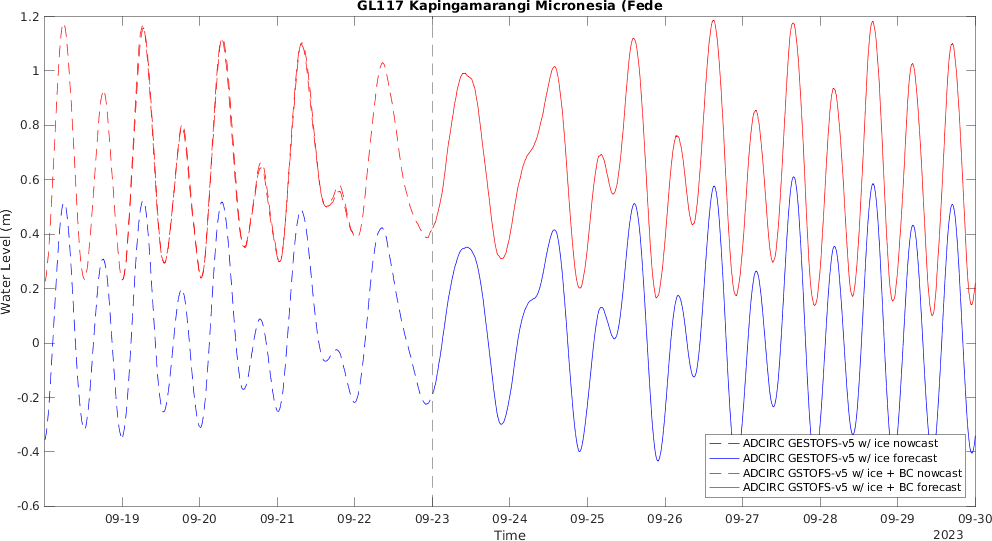 GL117 Kapingamarangi Micronesia (Fede
Water Level (m)
1.2
1
0.8
0.6
0.4
0.2
0
-0.2
-0.4
-0.6
ADCIRC GESTOFS-v5 w/ ice nowcast
ADCIRC GESTOFS-v5 w/ ice forecast
ADCIRC GSTOFS-v5 w/ ice + BC nowcast
ADCIRC GSTOFS-v5 w/ ice + BC forecast
09-19 09-20 09-21 09-22 09-23 09-24 09-25 09-26 09-27 09-28 09-29 09-30
Time
2023